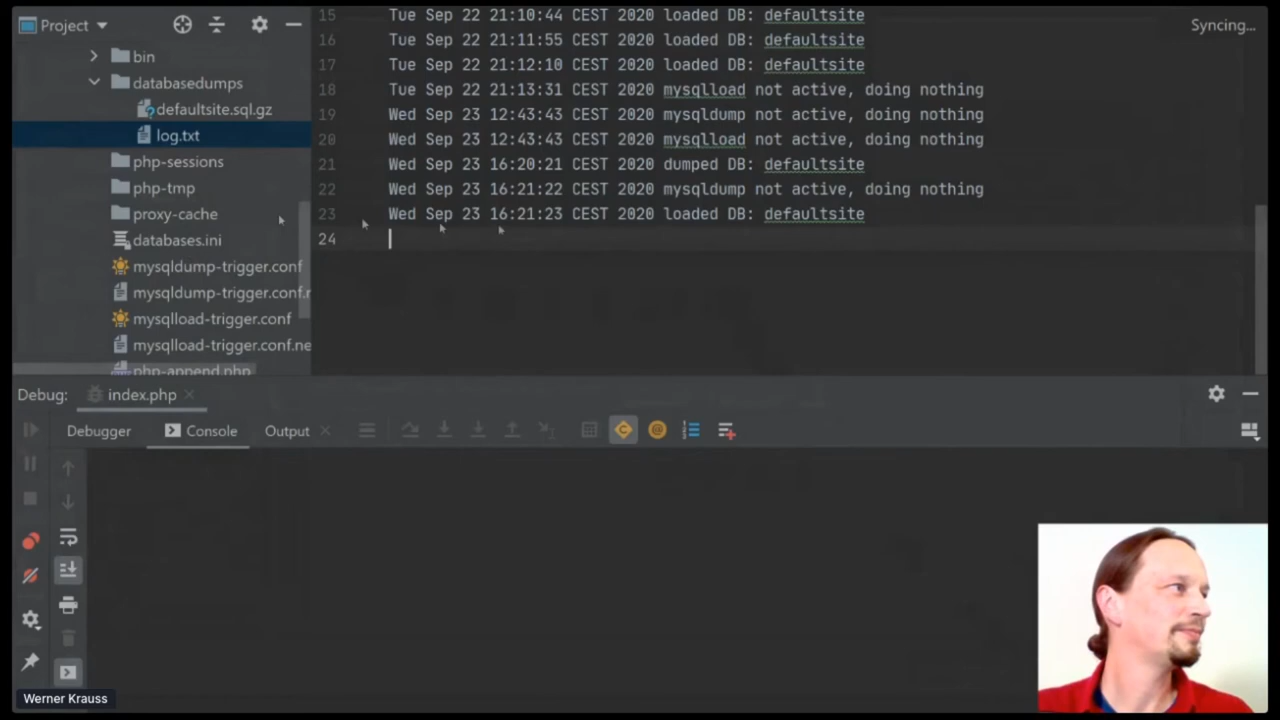 Project
bin
databasedumps
defaultsite.sql.gz
log.txt
php-sessions
php-tmp
proxy-cache
databases.ini
mysqldump-trigger.conf
mysqldump-trigger.conf.r
mysqlload-trigger.conf
mysqlload-trigger.conf.ne
php-append.php
15 Tue Sep 22 21:10:44 CEST 2020 loaded DB: defaultsite
16 Tue Sep 22 21:11:55 CEST 2020 loaded DB: defaultsite
17 Tue Sep 22 21:12:10 CEST 2020 loaded DB: defaultsite
18 Tue Sep 22 21:13:31 CEST 2020 mysqlload not active, doing nothing
19 Wed Sep 23 12:43:43 CEST 2020 mysqldump not active, doing nothing
20 Wed Sep 23 12:43:43 CEST 2020 mysqlload not active, doing nothing
21 Wed Sep 23 16:20:21 CEST 2020 dumped DB: defaultsite
22 Wed Sep 23 16:21:22 CEST 2020 mysqldump not active, doing nothing
23 Wed Sep 23 16:21:23 CEST 2020 loaded DB: defaultsite
24
Syncing...
Debug: index.php
Debugger Console Output
Werner Krauss